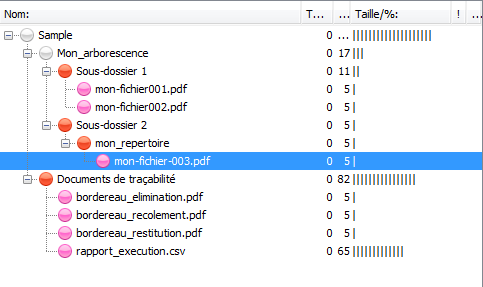 Nom: T... ... Taille/%: !
Sample 0 ...
Mon_arborescence 0 17
Sous-dossier 1 0 11
mon-fichier001.pdf 0 5
mon-fichier002.pdf 0 5
Sous-dossier 2 0 5
mon_repertoire 0 5
mon-fichier-003.pdf 0 5
Documents de traçabilité 0 82
bordereau_elimination.pdf 0 5
bordereau_recolement.pdf 0 5
bordereau_restitution.pdf 0 5
rapport_execution.csv 0 65